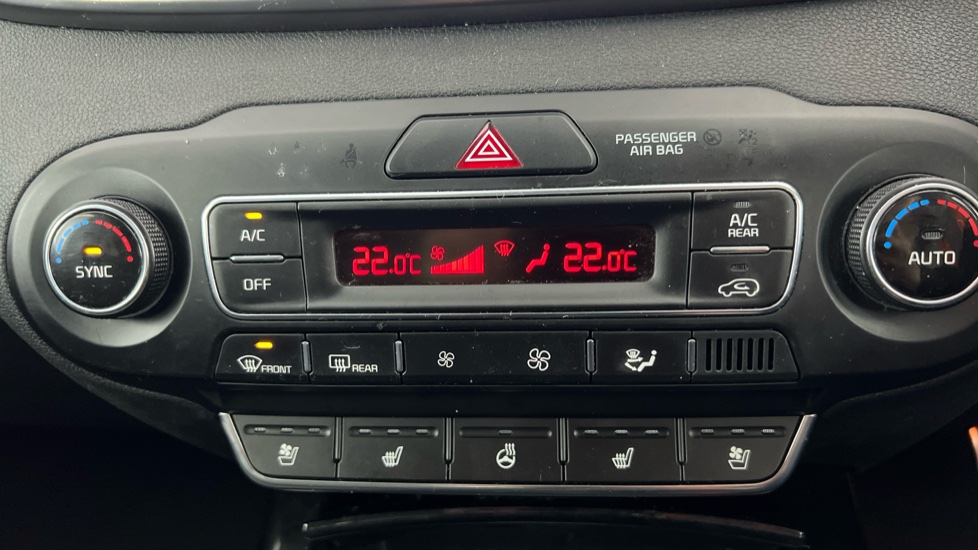 PASSENGER
AIR BAG
A/C
A/C
REAR
22.0°C 22.0°C
SYNC
OFF
AUTO
FRONT
REAR